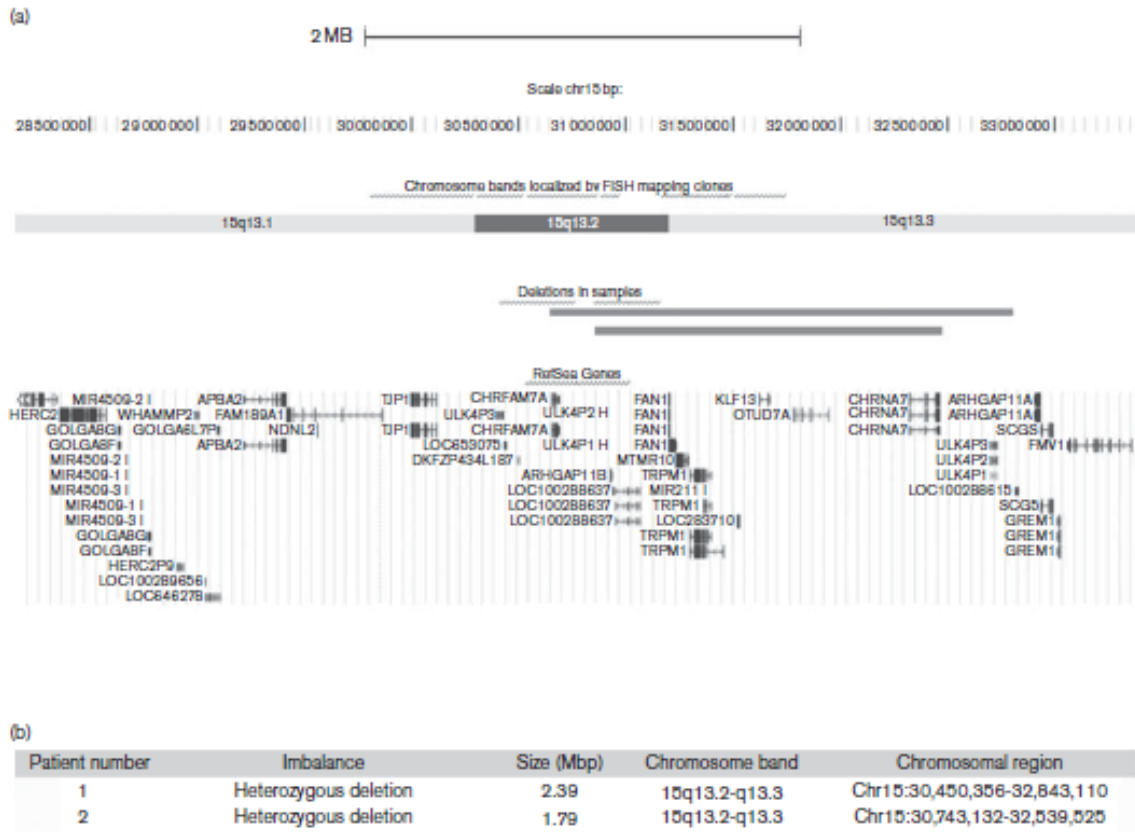 (a)
2 MB
Scale chr15 bp:
28500000 29000000 29500000 30000000 30500000 31000000 31500000 32000000 32500000 33000000
Chromosome bands localized by FISH mapping clones
15q13.1 15q13.2 15q13.3
Deletions in samples
RefSea Genes
MIR4509-2 APBA2 TJP1 CHRFAM7A FAN1 KLF13 CHRNA7 ARHGAP11A
HERC2 WHAMMP2 FAM189A1 ULK4P3 ULK4P2 H FAN1 OTUD7A CHRNA7 ARHGAP11A
GOLGA8G GOLGA6L7P NDNL2 TJP1 CHRFAM7A FAN1 CHRNA7 SCG5
GOLGA8F APBA2 LOC653075 ULK4P1 H FAN1 ULK4P3 FMV1
MIR4509-2 DKFZP434L187 MTMR10 ULK4P2
MIR4509-1 ARHGAP11B TRPM1 ULK4P1
MIR4509-3 LOC100288637 MIR211 LOC100288615
MIR4509-1 LOC100288637 TRPM1 SCG5
MIR4509-3 LOC100288637 LOC283710 GREM1
GOLGA8G TRPM1 GREM1
GOLGA8F TRPM1 GREM1
HERC2P9
LOC100289656
LOC646278
(b)
Patient number Imbalance Size (Mbp) Chromosome band Chromosomal region
1 Heterozygous deletion 2.39 15q13.2-q13.3 Chr15:30,450,356-32,843,110
2 Heterozygous deletion 1.79 15q13.2-q13.3 Chr15:30,743,132-32,539,525